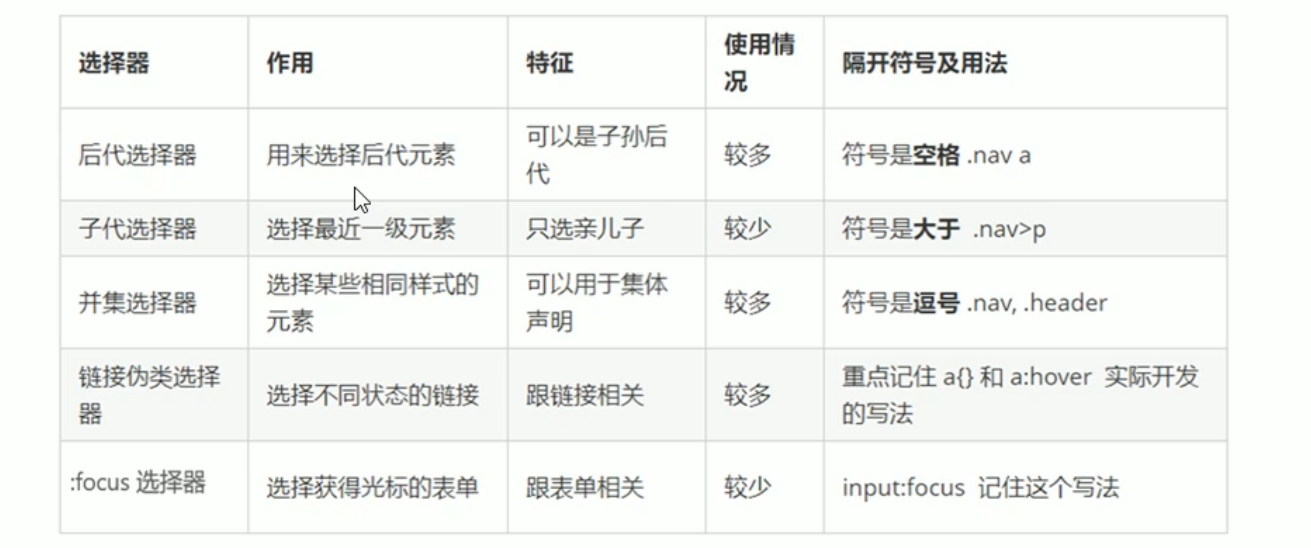 选择器 作用 特征 使用情况 隔开符号及用法
后代选择器 用来选择后代元素 可以是子孙后代 较多 符号是空格 .nav a
子代选择器 选择最近一级元素 只选亲儿子 较少 符号是大于 .nav>p
并集选择器 选择某些相同样式的元素 可以用于集体声明 较多 符号是逗号 .nav, .header
链接伪类选择器 选择不同状态的链接 跟链接相关 较多 重点记住 a{} 和 a:hover 实际开发的写法
:focus 选择器 选择获得光标的表单 跟表单相关 较少 input:focus 记住这个写法